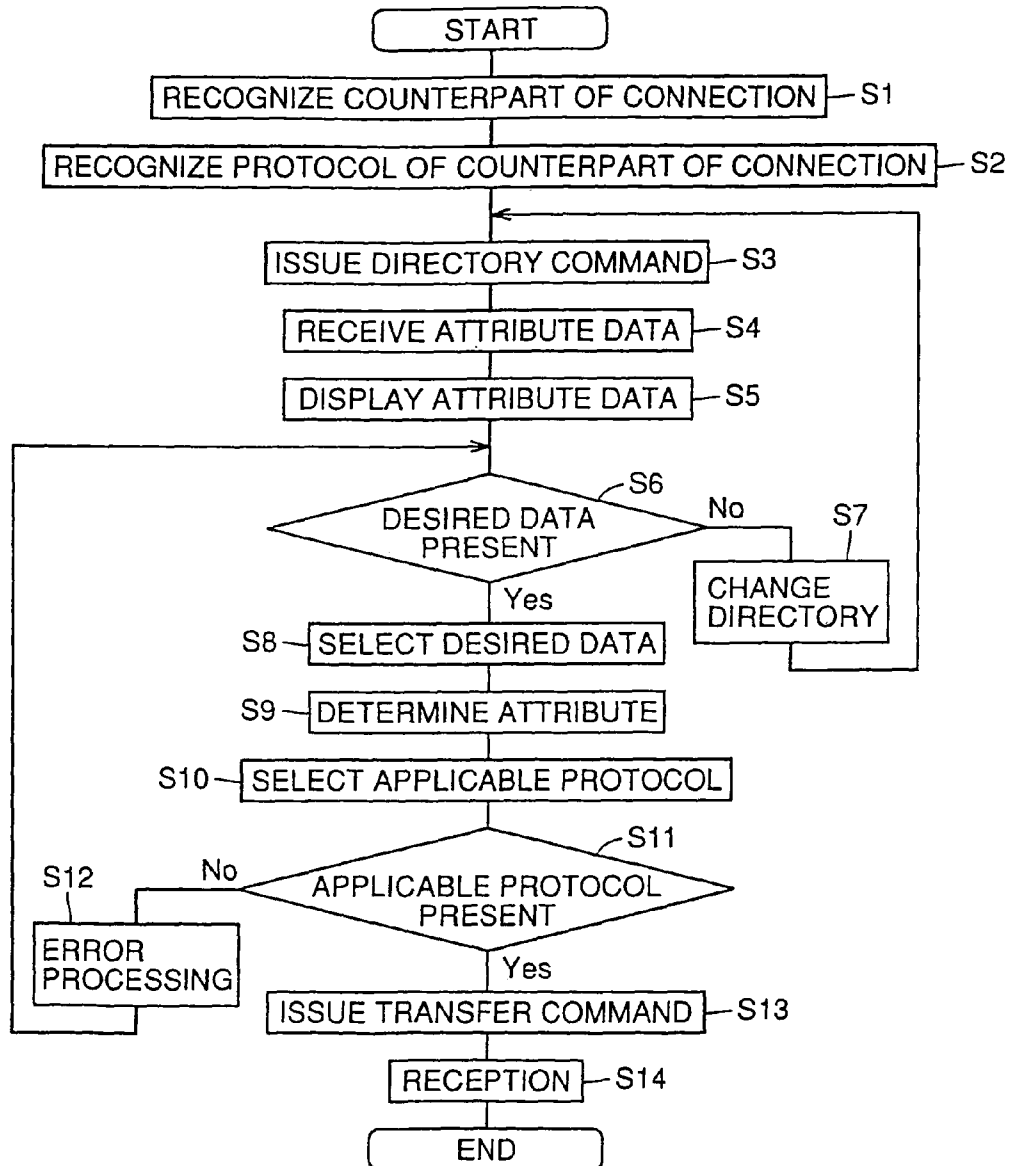 START
RECOGNIZE COUNTERPART OF CONNECTION S1
RECOGNIZE PROTOCOL OF COUNTERPART OF CONNECTION S2
ISSUE DIRECTORY COMMAND S3
RECEIVE ATTRIBUTE DATA S4
DISPLAY ATTRIBUTE DATA S5
S6
DESIRED DATA
PRESENT
No
S7
CHANGE
DIRECTORY
Yes
S8 SELECT DESIRED DATA
S9 DETERMINE ATTRIBUTE
S10 SELECT APPLICABLE PROTOCOL
S11
APPLICABLE PROTOCOL
PRESENT
No
S12
ERROR
PROCESSING
Yes
ISSUE TRANSFER COMMAND S13
RECEPTION S14
END